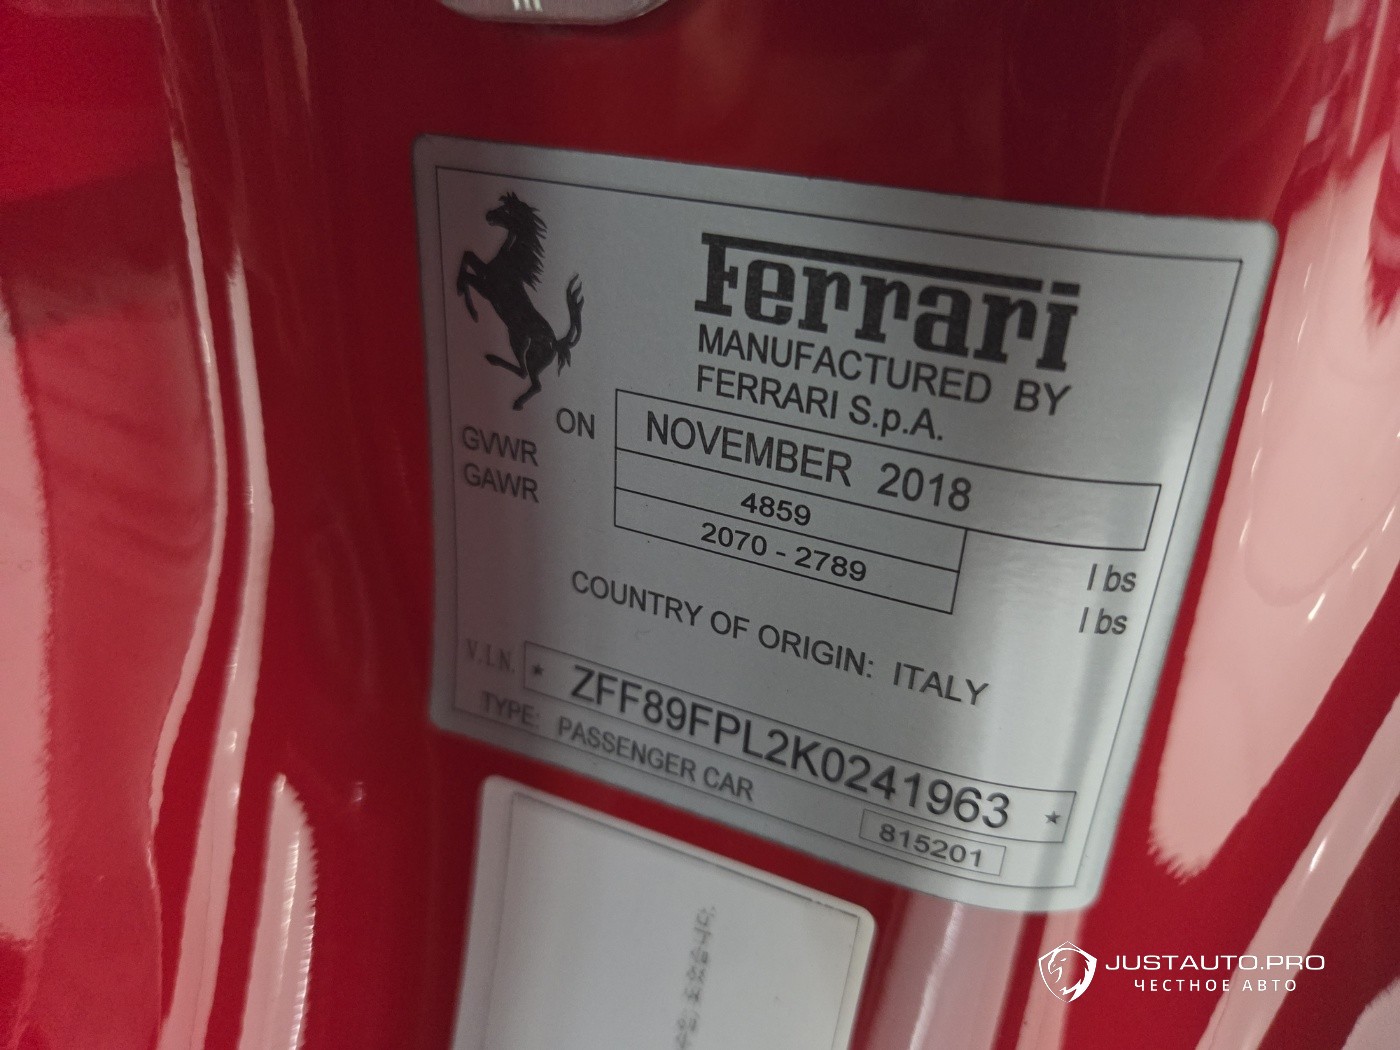 Ferrari
MANUFACTURED BY
FERRARI S.p.A.
ON NOVEMBER 2018
GVWR 4859 lbs
GAWR 2070 - 2789 lbs
COUNTRY OF ORIGIN: ITALY
V.I.N. * ZFF89FPL2K0241963 *
TYPE: PASSENGER CAR
815201
JUSTAUTO.PRO
ЧЕСТНОЕ АВТО